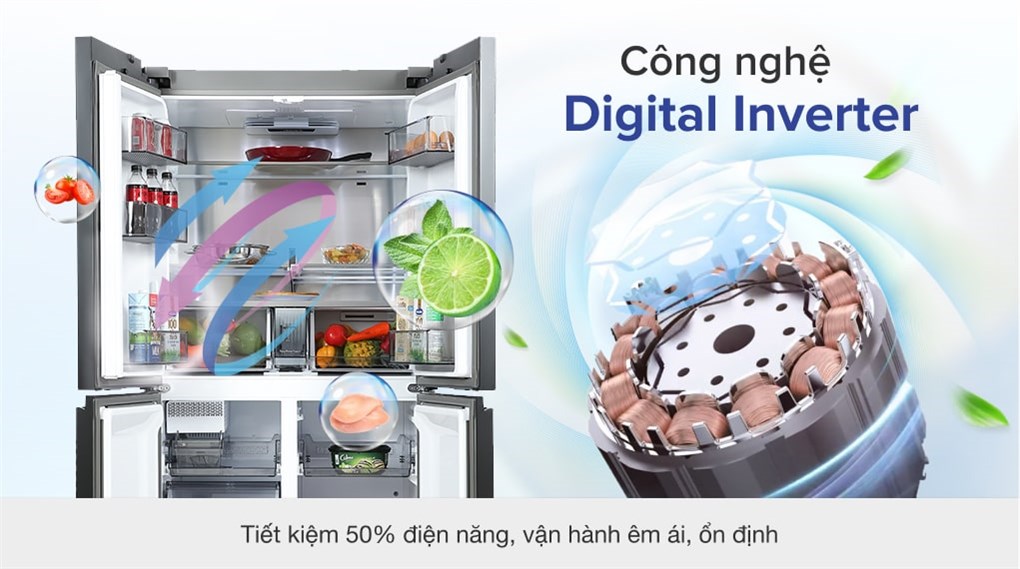 Công nghệ
Digital Inverter
Tiết kiệm 50% điện năng, vận hành êm ái, ổn định